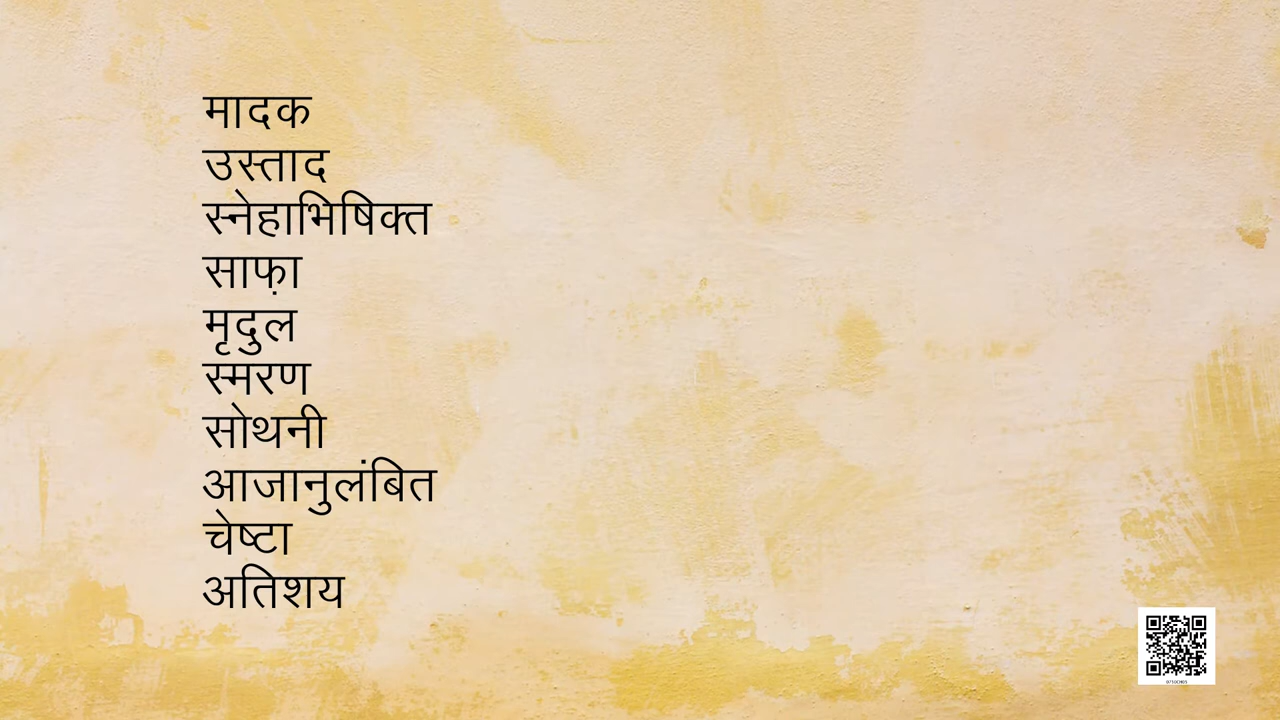 मादक
उस्ताद
स्नेहाभिषिक्त
साफ़ा
मृदुल
स्मरण
सोथनी
आजानुलंबित
चेष्टा
अतिशय